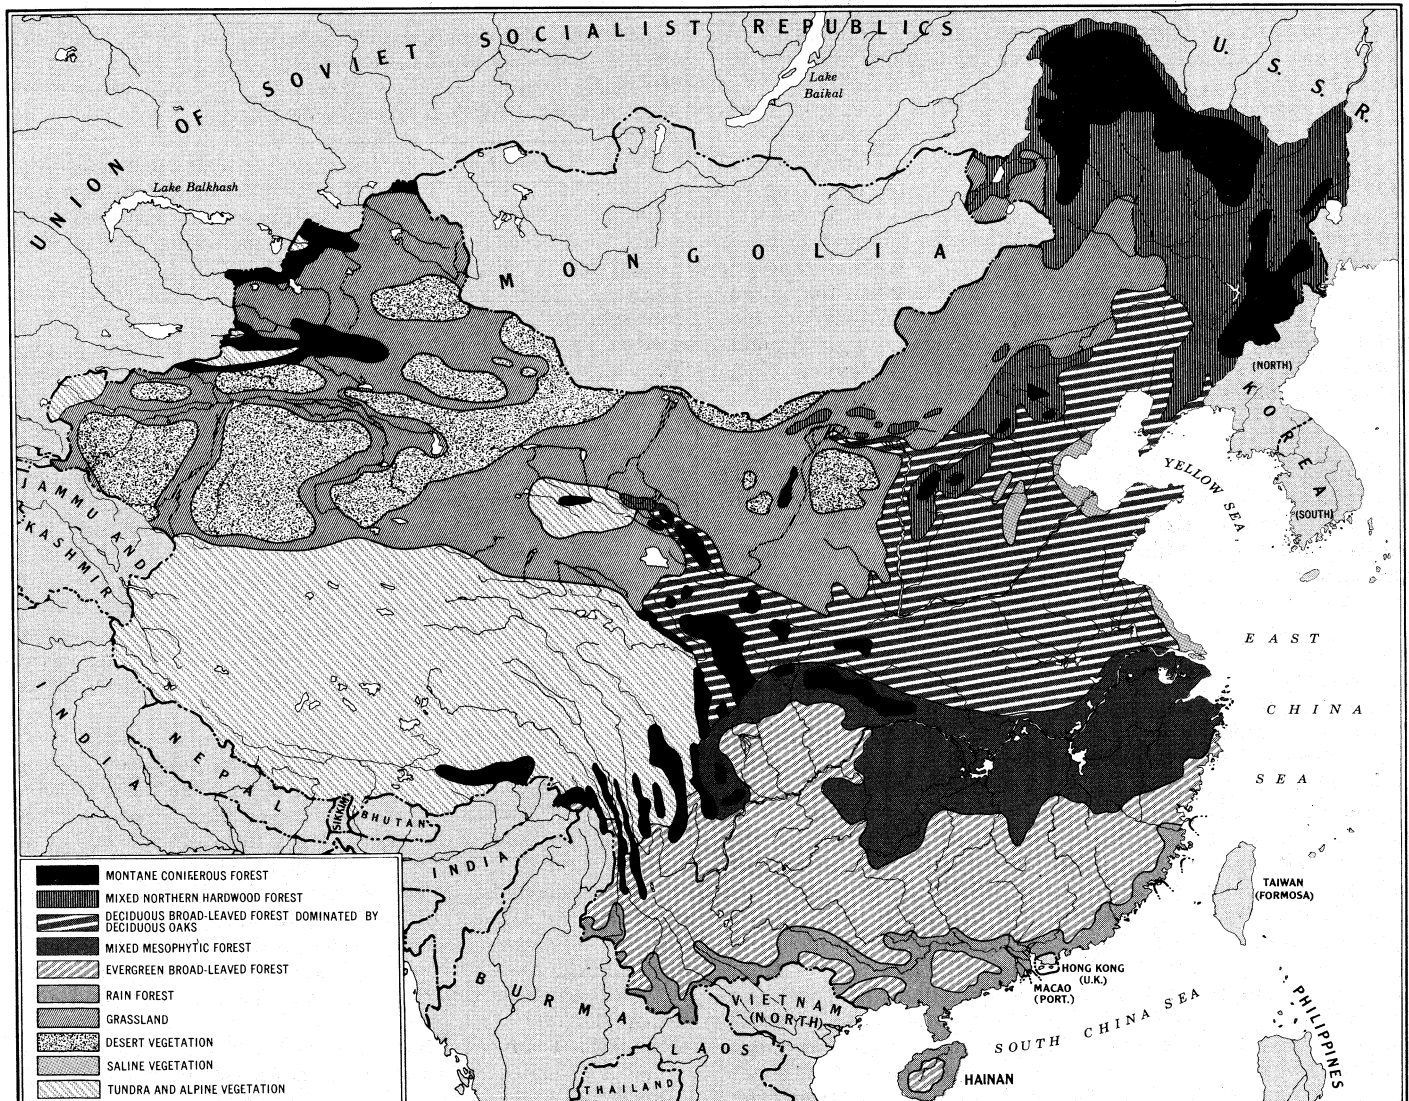 UNION OF SOVIET SOCIALIST REPUBLICS
U. S. S. R.
Lake
Baikal
Lake Balkhash
MONGOLIA
(NORTH)
KOREA
(SOUTH)
YELLOW SEA
JAMMU AND
KASHMIR
EAST
CHINA
SEA
INDIA
NEPAL
SIKKIM
BHUTAN
INDIA
TAIWAN
(FORMOSA)
BURMA
HONG KONG
(U.K.)
MACAO
(PORT.)
VIETNAM
(NORTH)
LAOS
THAILAND
SOUTH CHINA SEA
HAINAN
PHILIPPINES
MONTANE CONIFEROUS FOREST
MIXED NORTHERN HARDWOOD FOREST
DECIDUOUS BROAD-LEAVED FOREST DOMINATED BY
DECIDUOUS OAKS
MIXED MESOPHYTIC FOREST
EVERGREEN BROAD-LEAVED FOREST
RAIN FOREST
GRASSLAND
DESERT VEGETATION
SALINE VEGETATION
TUNDRA AND ALPINE VEGETATION